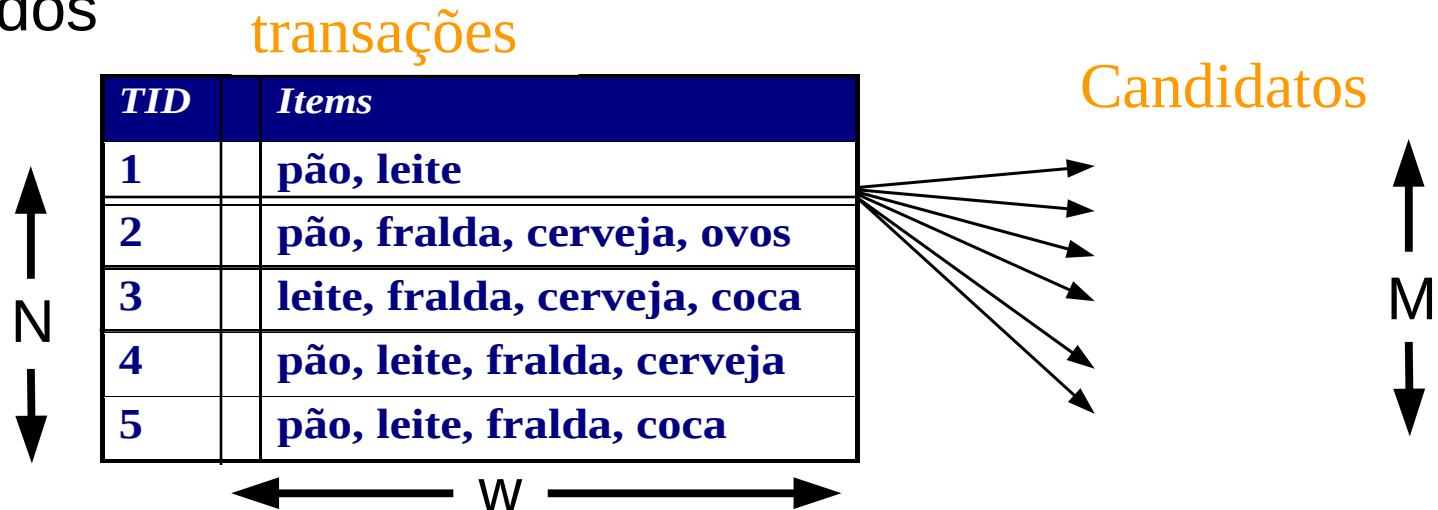 dos
transações
Candidatos
TID Items
1 pão, leite
2 pão, fralda, cerveja, ovos
3 leite, fralda, cerveja, coca
4 pão, leite, fralda, cerveja
5 pão, leite, fralda, coca
N
M
w